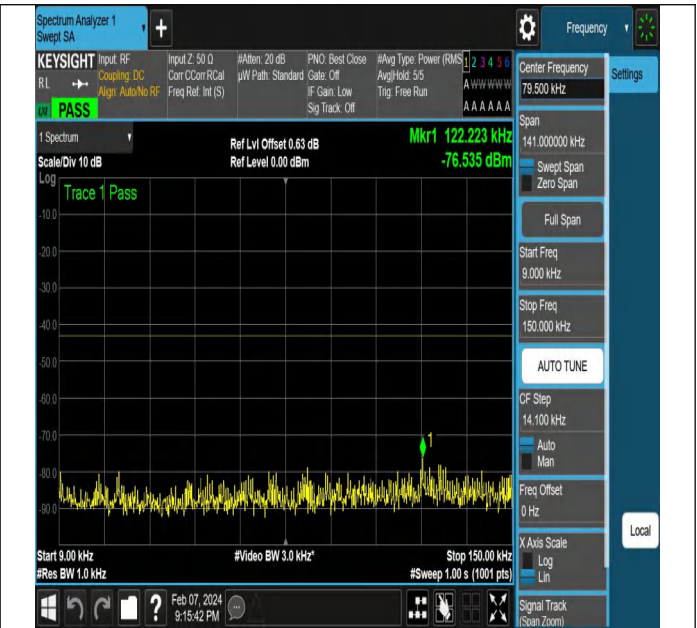 Spectrum Analyzer 1
Swept SA
+
Frequency
KEYSIGHT
Input: RF
Coupling: DC
Align: Auto/No RF
Input Z: 50 Ω
Corr CCorr RCal
Freq Ref: Int (S)
#Atten: 20 dB
µW Path: Standard
PNO: Best Close
Gate: Off
IF Gain: Low
Sig Track: Off
#Avg Type: Power (RMS
Avg|Hold: 5/5
Trig: Free Run
1 2 3 4 5 6
A W W W W W
A A A A A A
RL
PASS
1 Spectrum
Scale/Div 10 dB
Ref Lvl Offset 0.63 dB
Ref Level 0.00 dBm
Mkr1 122.223 kHz
-76.535 dBm
Log
Trace 1 Pass
-10.0
-20.0
-30.0
-40.0
-50.0
-60.0
-70.0
-80.0
-90.0
1
Start 9.00 kHz
#Res BW 1.0 kHz
#Video BW 3.0 kHz*
Stop 150.00 kHz
#Sweep 1.00 s (1001 pts)
?
Feb 07, 2024
9:15:42 PM
Center Frequency
79.500 kHz
Settings
Span
141.000000 kHz
Swept Span
Zero Span
Full Span
Start Freq
9.000 kHz
Stop Freq
150.000 kHz
AUTO TUNE
CF Step
14.100 kHz
Auto
Man
Freq Offset
0 Hz
X Axis Scale
Log
Lin
Local
Signal Track
(Span Zoom)